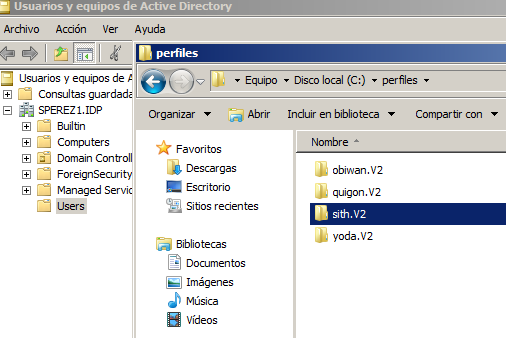 Usuarios y equipos de Active Directory
Archivo Acción Ver Ayuda
Usuarios y equipos de A
Consultas guardada
SPEREZ1.IDP
Builtin
Computers
Domain Control
ForeignSecurity
Managed Servic
Users
perfiles
Equipo Disco local (C:) perfiles
Organizar Abrir Incluir en biblioteca Compartir con
Favoritos
Descargas
Escritorio
Sitios recientes
Bibliotecas
Documentos
Imágenes
Música
Vídeos
Nombre
obiwan.V2
quigon.V2
sith.V2
yoda.V2